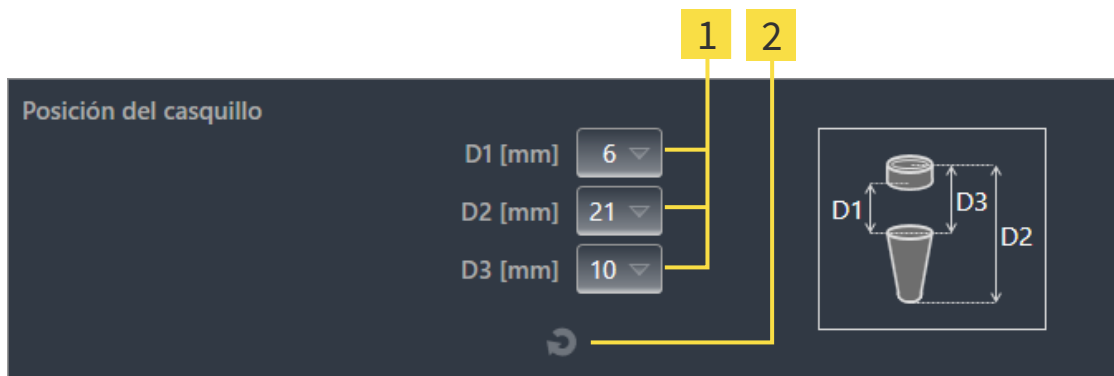 1 2
Posición del casquillo
D1 [mm] 6
D2 [mm] 21
D3 [mm] 10
D1
D3
D2